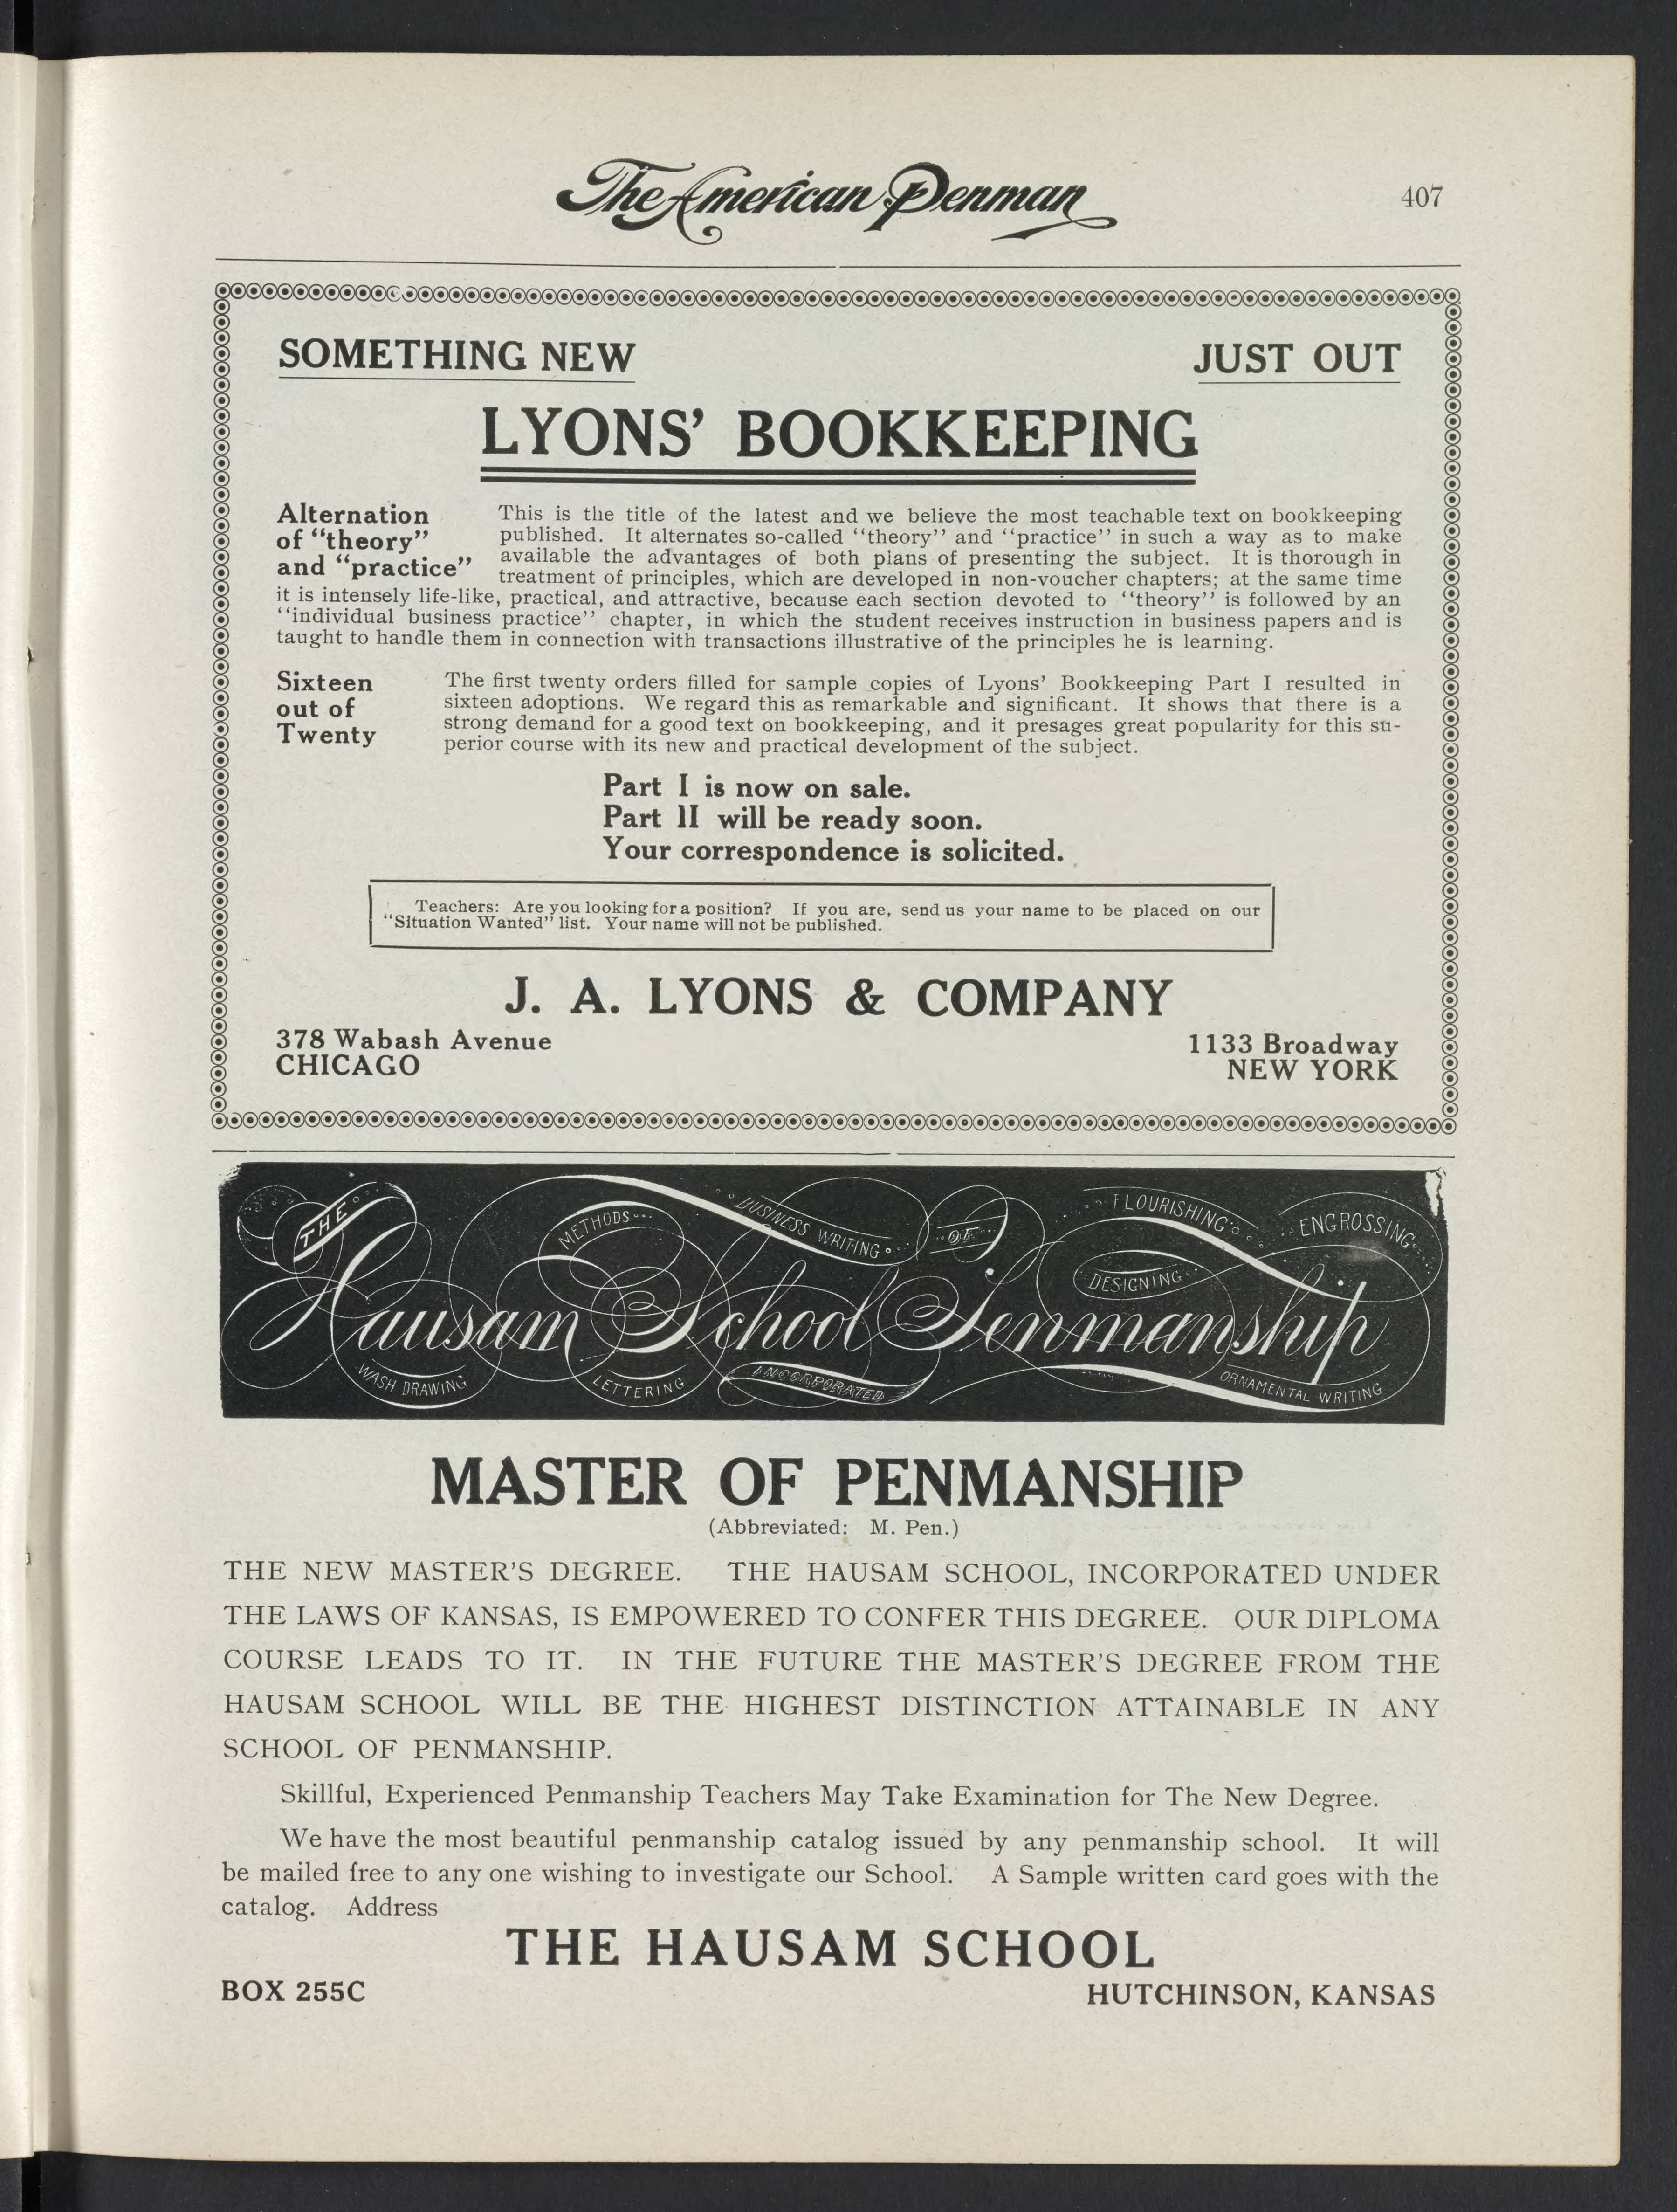 The American Penman
407
SOMETHING NEW
JUST OUT
LYONS' BOOKKEEPING
Alternation
of "theory"
and "practice"
This is the title of the latest and we believe the most teachable text on bookkeeping
published. It alternates so-called "theory" and "practice" in such a way as to make
available the advantages of both plans of presenting the subject. It is thorough in
treatment of principles, which are developed in non-voucher chapters; at the same time
it is intensely life-like, practical, and attractive, because each section devoted to "theory" is followed by an
"individual business practice" chapter, in which the student receives instruction in business papers and is
taught to handle them in connection with transactions illustrative of the principles he is learning.
Sixteen
out of
Twenty
The first twenty orders filled for sample copies of Lyons' Bookkeeping Part I resulted in
sixteen adoptions. We regard this as remarkable and significant. It shows that there is a
strong demand for a good text on bookkeeping, and it presages great popularity for this su-
perior course with its new and practical development of the subject.
Part I is now on sale.
Part II will be ready soon.
Your correspondence is solicited.
Teachers: Are you looking for a position? If you are, send us your name to be placed on our
"Situation Wanted" list. Your name will not be published.
J. A. LYONS & COMPANY
378 Wabash Avenue
CHICAGO
1133 Broadway
NEW YORK
THE
METHODS
BUSINESS WRITING
OF
FLOURISHING
ENGROSSING
DESIGNING
Hausam School Penmanship
WASH DRAWING
LETTERING
INCORPORATED
ORNAMENTAL WRITING
MASTER OF PENMANSHIP
(Abbreviated: M. Pen.)
THE NEW MASTER'S DEGREE. THE HAUSAM SCHOOL, INCORPORATED UNDER
THE LAWS OF KANSAS, IS EMPOWERED TO CONFER THIS DEGREE. OUR DIPLOMA
COURSE LEADS TO IT. IN THE FUTURE THE MASTER'S DEGREE FROM THE
HAUSAM SCHOOL WILL BE THE HIGHEST DISTINCTION ATTAINABLE IN ANY
SCHOOL OF PENMANSHIP.
Skillful, Experienced Penmanship Teachers May Take Examination for The New Degree.
We have the most beautiful penmanship catalog issued by any penmanship school. It will
be mailed free to any one wishing to investigate our School. A Sample written card goes with the
catalog. Address
THE HAUSAM SCHOOL
BOX 255C
HUTCHINSON, KANSAS